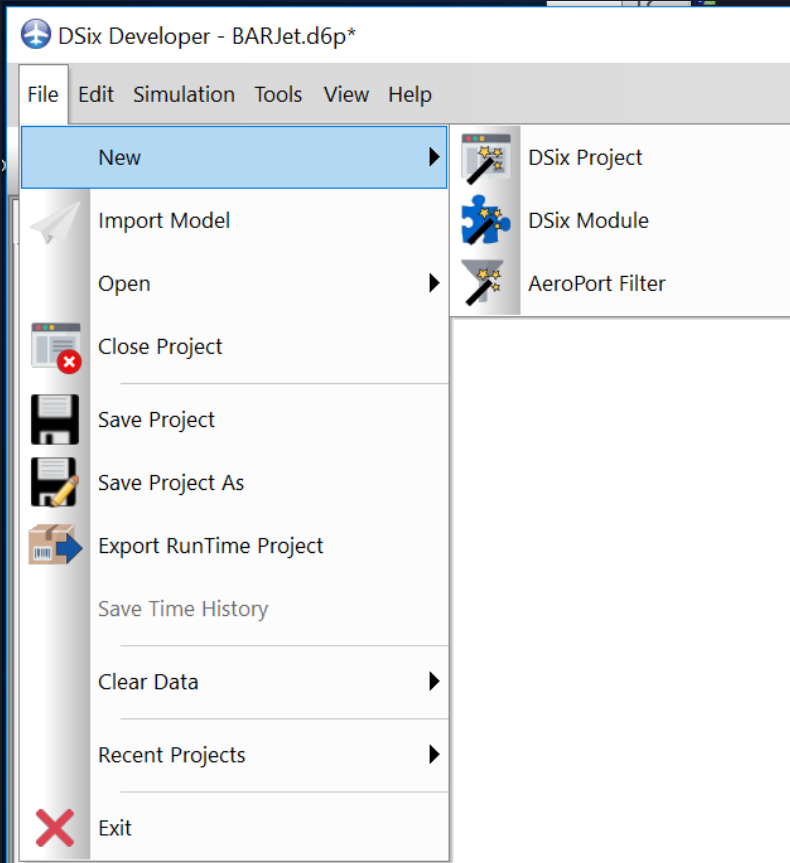 DSix Developer - BARJet.d6p*
File Edit Simulation Tools View Help
New
DSix Project
Import Model
DSix Module
Open
AeroPort Filter
Close Project
Save Project
Save Project As
Export RunTime Project
Save Time History
Clear Data
Recent Projects
Exit